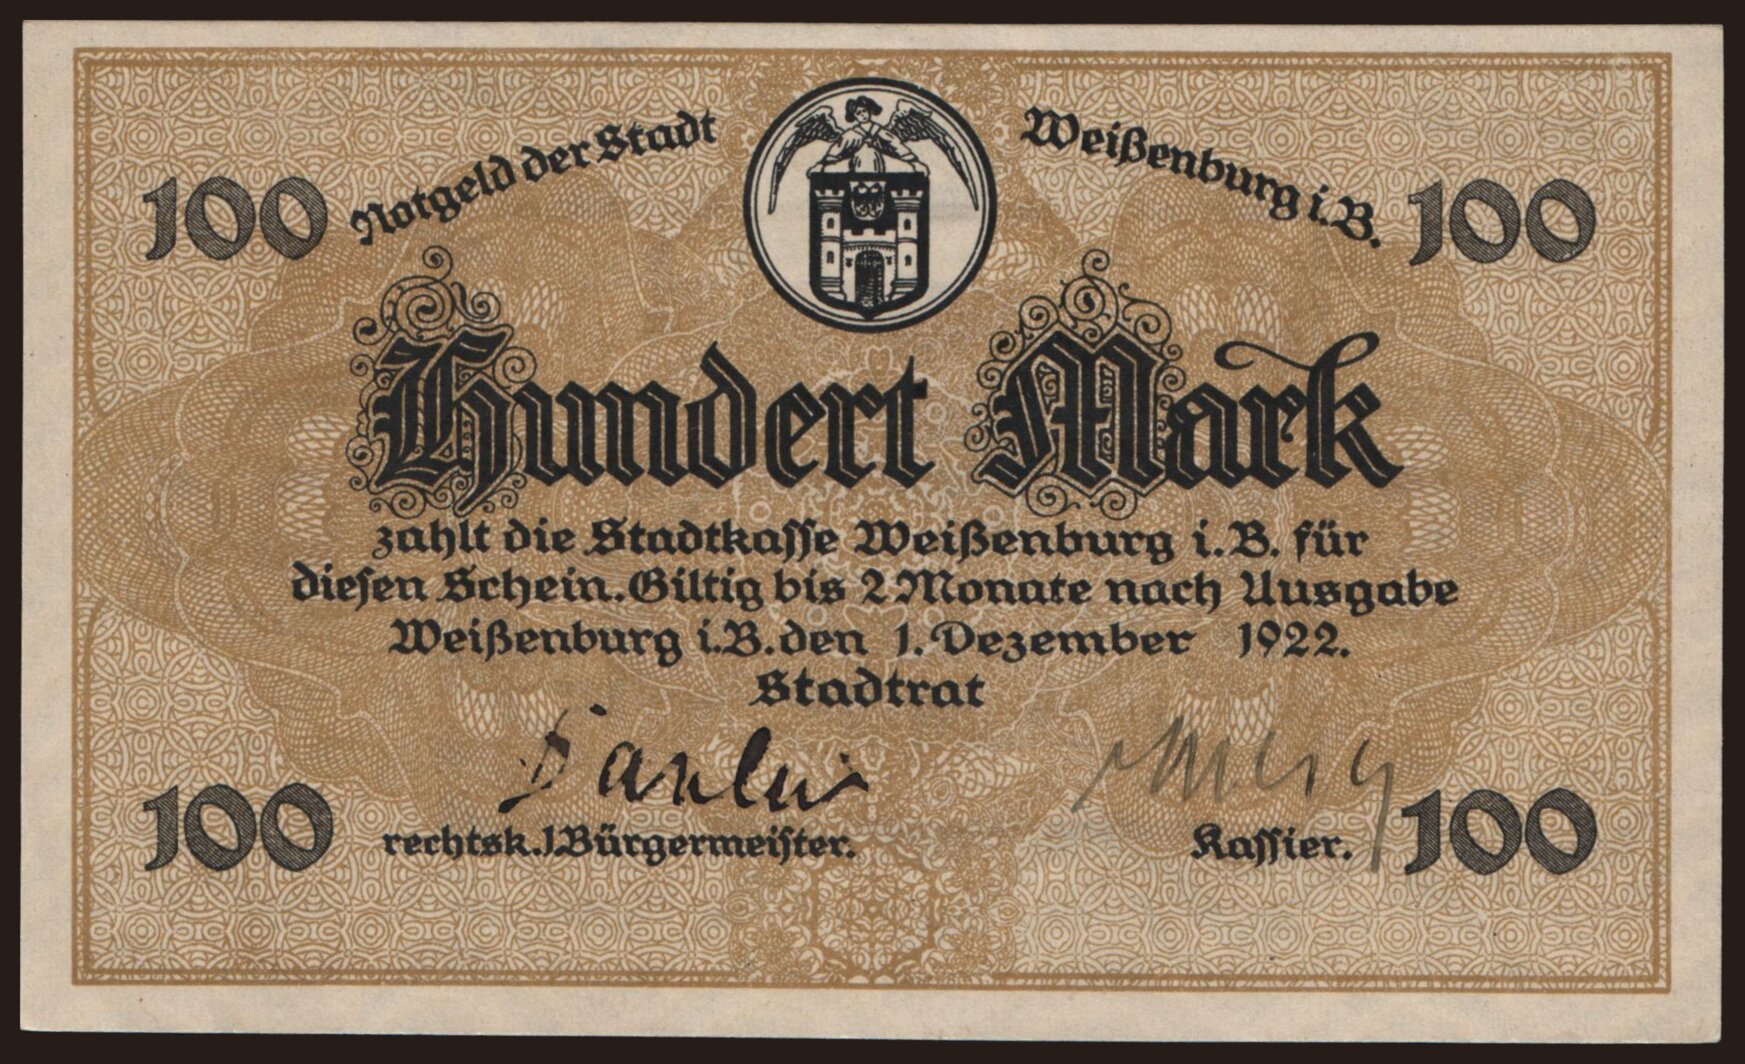 Notgeld der Stadt Weißenburg i.B.
100 100
Hundert Mark
zahlt die Stadtkasse Weißenburg i.B. für
diesen Schein. Giltig bis 2 Monate nach Ausgabe
Weißenburg i.B. den 1. Dezember 1922.
Stadtrat
rechtsk. 1. Bürgermeister. Kassier.
100 100